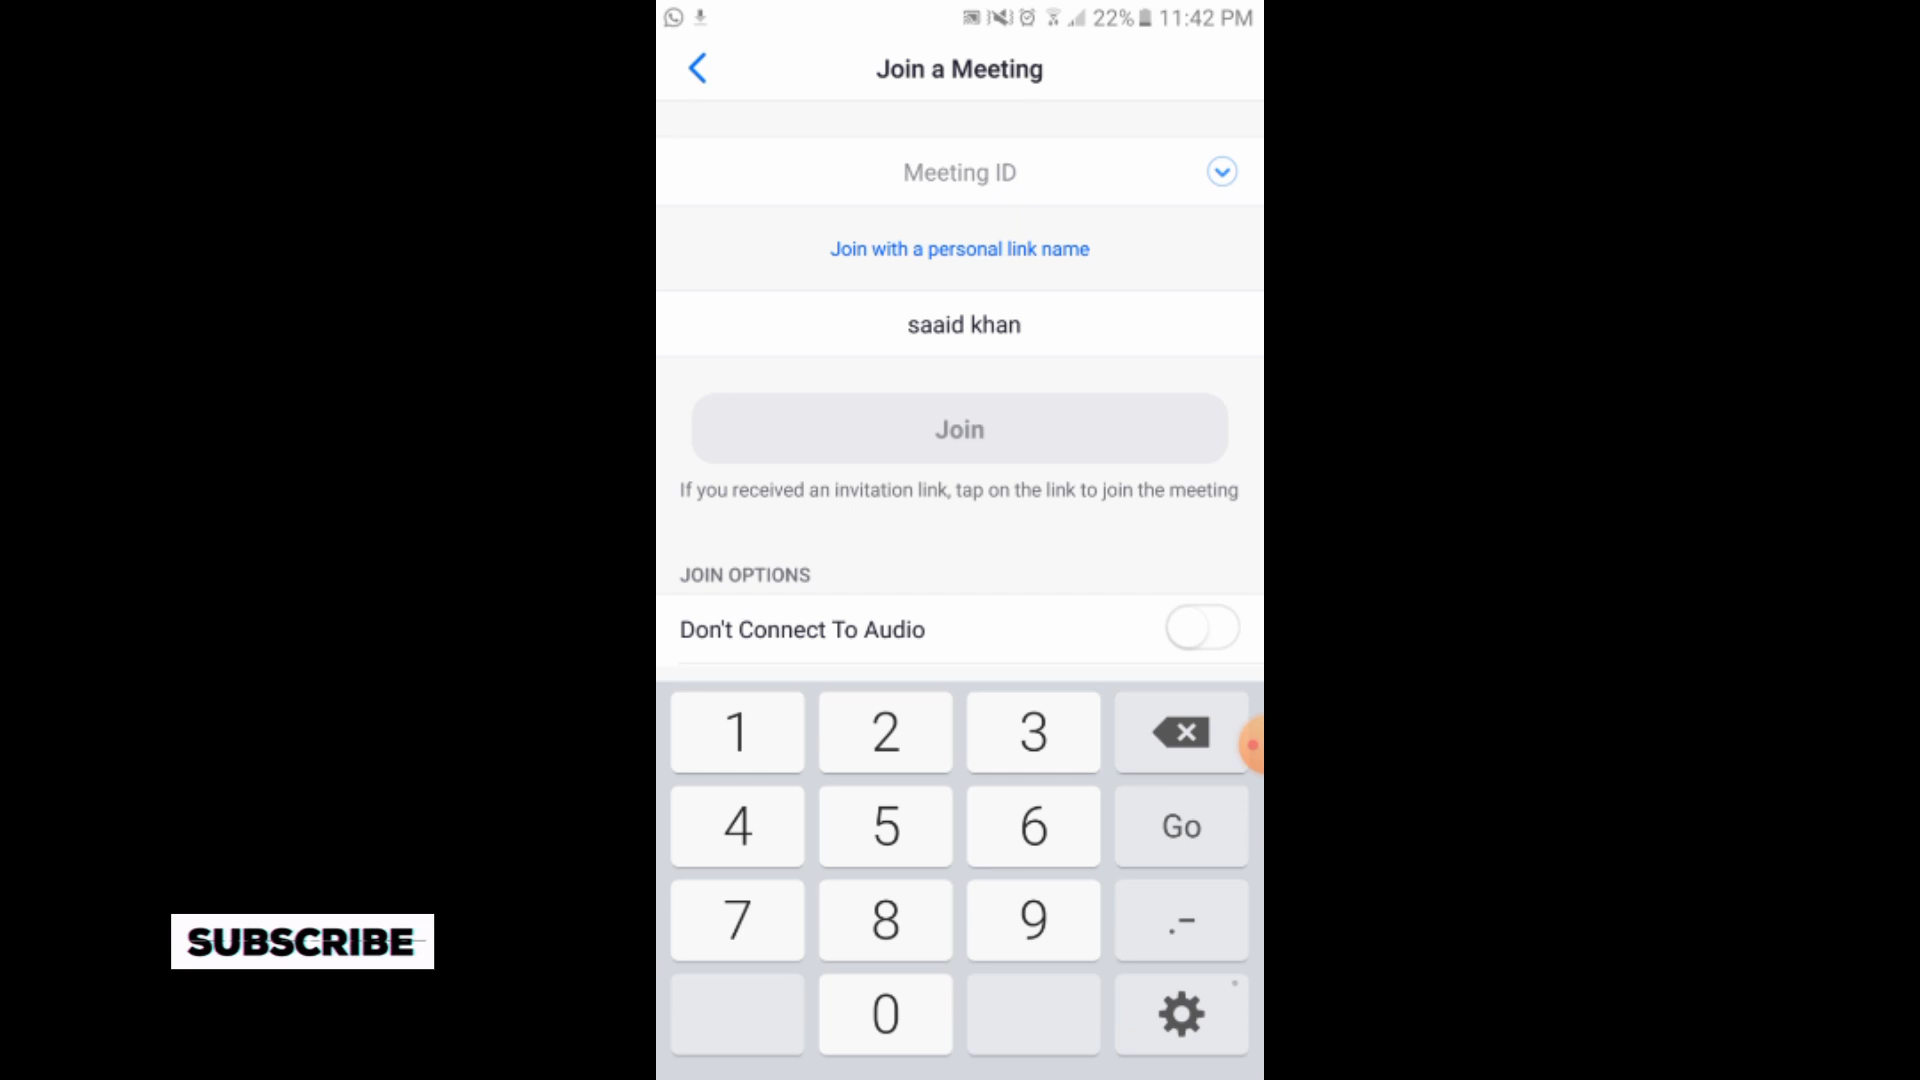 22% 11:42 PM
Join a Meeting
Meeting ID
Join with a personal link name
saaid khan
Join
If you received an invitation link, tap on the link to join the meeting
JOIN OPTIONS
Don't Connect To Audio
1 2 3
4 5 6 Go
7 8 9 .-
0
SUBSCRIBE